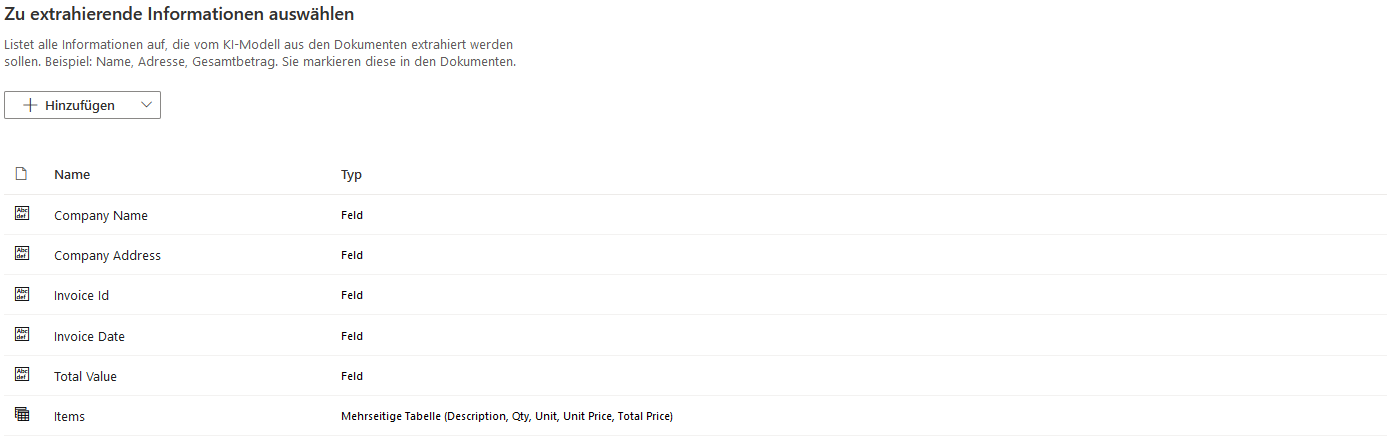 Zu extrahierende Informationen auswählen
Listet alle Informationen auf, die vom KI-Modell aus den Dokumenten extrahiert werden
sollen. Beispiel: Name, Adresse, Gesamtbetrag. Sie markieren diese in den Dokumenten.
Hinzufügen
Name Typ
Abc def Company Name Feld
Abc def Company Address Feld
Abc def Invoice Id Feld
Abc def Invoice Date Feld
Abc def Total Value Feld
Items Mehrseitige Tabelle (Description, Qty, Unit, Unit Price, Total Price)